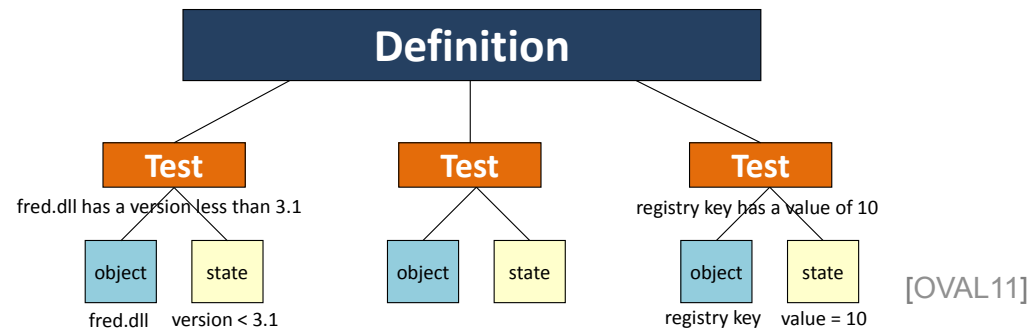 Definition
Test Test Test
fred.dll has a version less than 3.1 registry key has a value of 10
object state object state object state
[OVAL11]
fred.dll version < 3.1 registry key value = 10